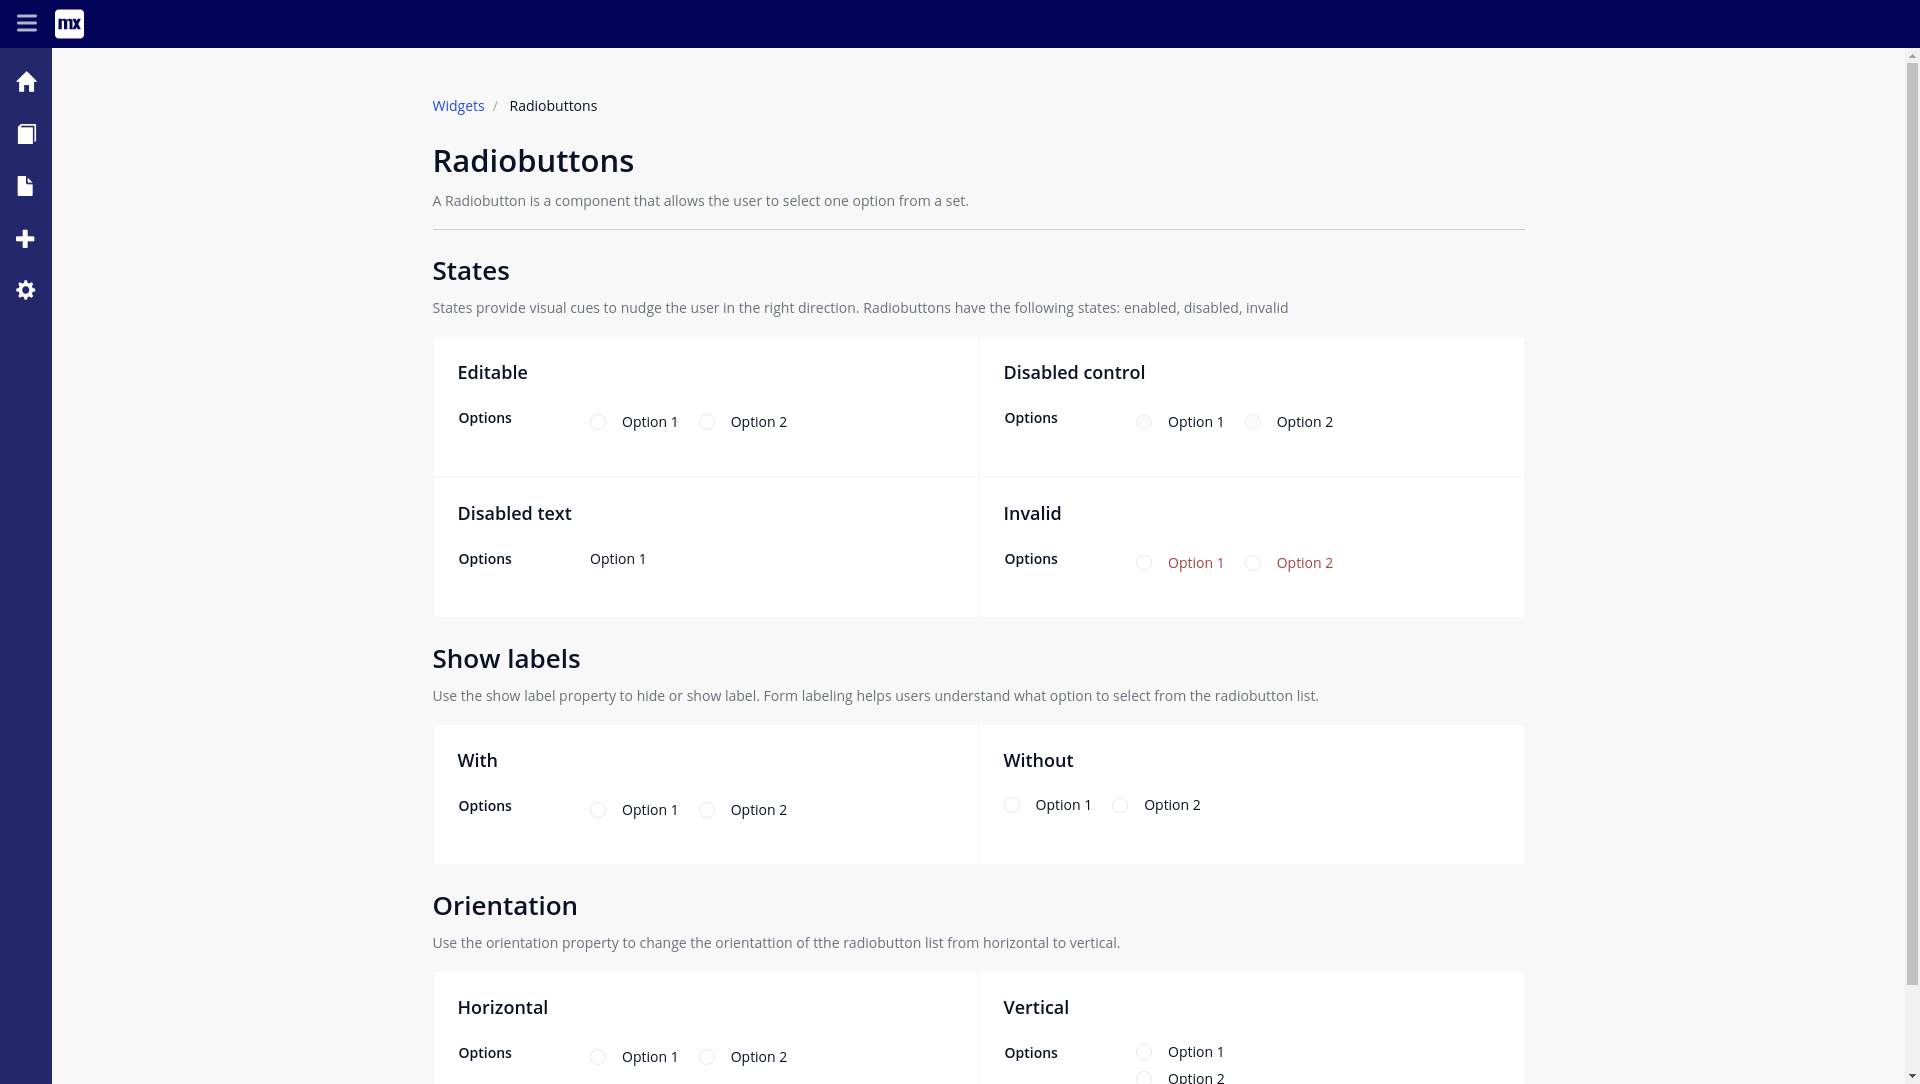 mx
Widgets / Radiobuttons
Radiobuttons
A Radiobutton is a component that allows the user to select one option from a set.
States
States provide visual cues to nudge the user in the right direction. Radiobuttons have the following states: enabled, disabled, invalid
Editable
Options Option 1 Option 2
Disabled control
Options Option 1 Option 2
Disabled text
Options Option 1
Invalid
Options Option 1 Option 2
Show labels
Use the show label property to hide or show label. Form labeling helps users understand what option to select from the radiobutton list.
With
Options Option 1 Option 2
Without
Option 1 Option 2
Orientation
Use the orientation property to change the orientattion of tthe radiobutton list from horizontal to vertical.
Horizontal
Options Option 1 Option 2
Vertical
Options Option 1
Option 2